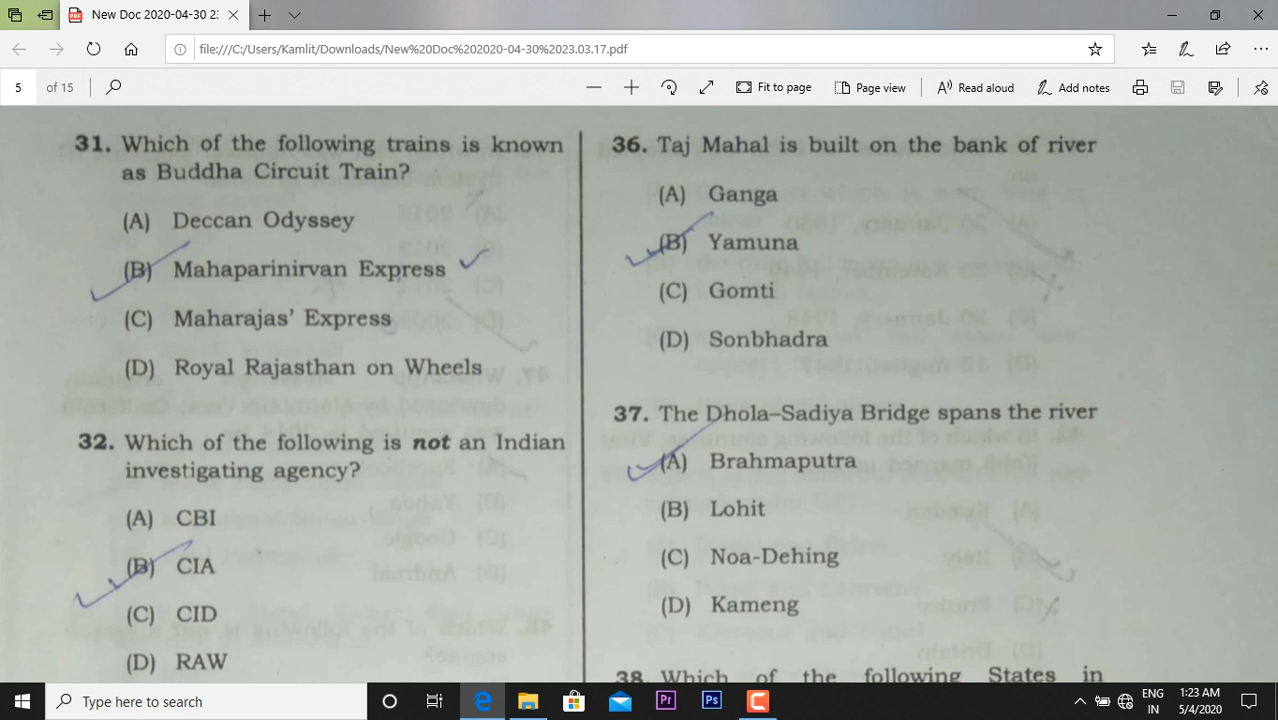 New Doc 2020-04-30 23
file:///C:/Users/Kamlit/Downloads/New%20Doc%202020-04-30%2023.03.17.pdf
5 of 15
Fit to page
Page view
Read aloud
Add notes
31. Which of the following trains is known
as Buddha Circuit Train?
(A) Deccan Odyssey
(B) Mahaparinirvan Express
(C) Maharajas' Express
(D) Royal Rajasthan on Wheels
32. Which of the following is not an Indian
investigating agency?
(A) CBI
(B) CIA
(C) CID
(D) RAW
36. Taj Mahal is built on the bank of river
(A) Ganga
(B) Yamuna
(C) Gomti
(D) Sonbhadra
37. The Dhola–Sadiya Bridge spans the river
(A) Brahmaputra
(B) Lohit
(C) Noa-Dehing
(D) Kameng
38. Which of the following States in
Type here to search
ENG
IN
1:23 AM
5/4/2020